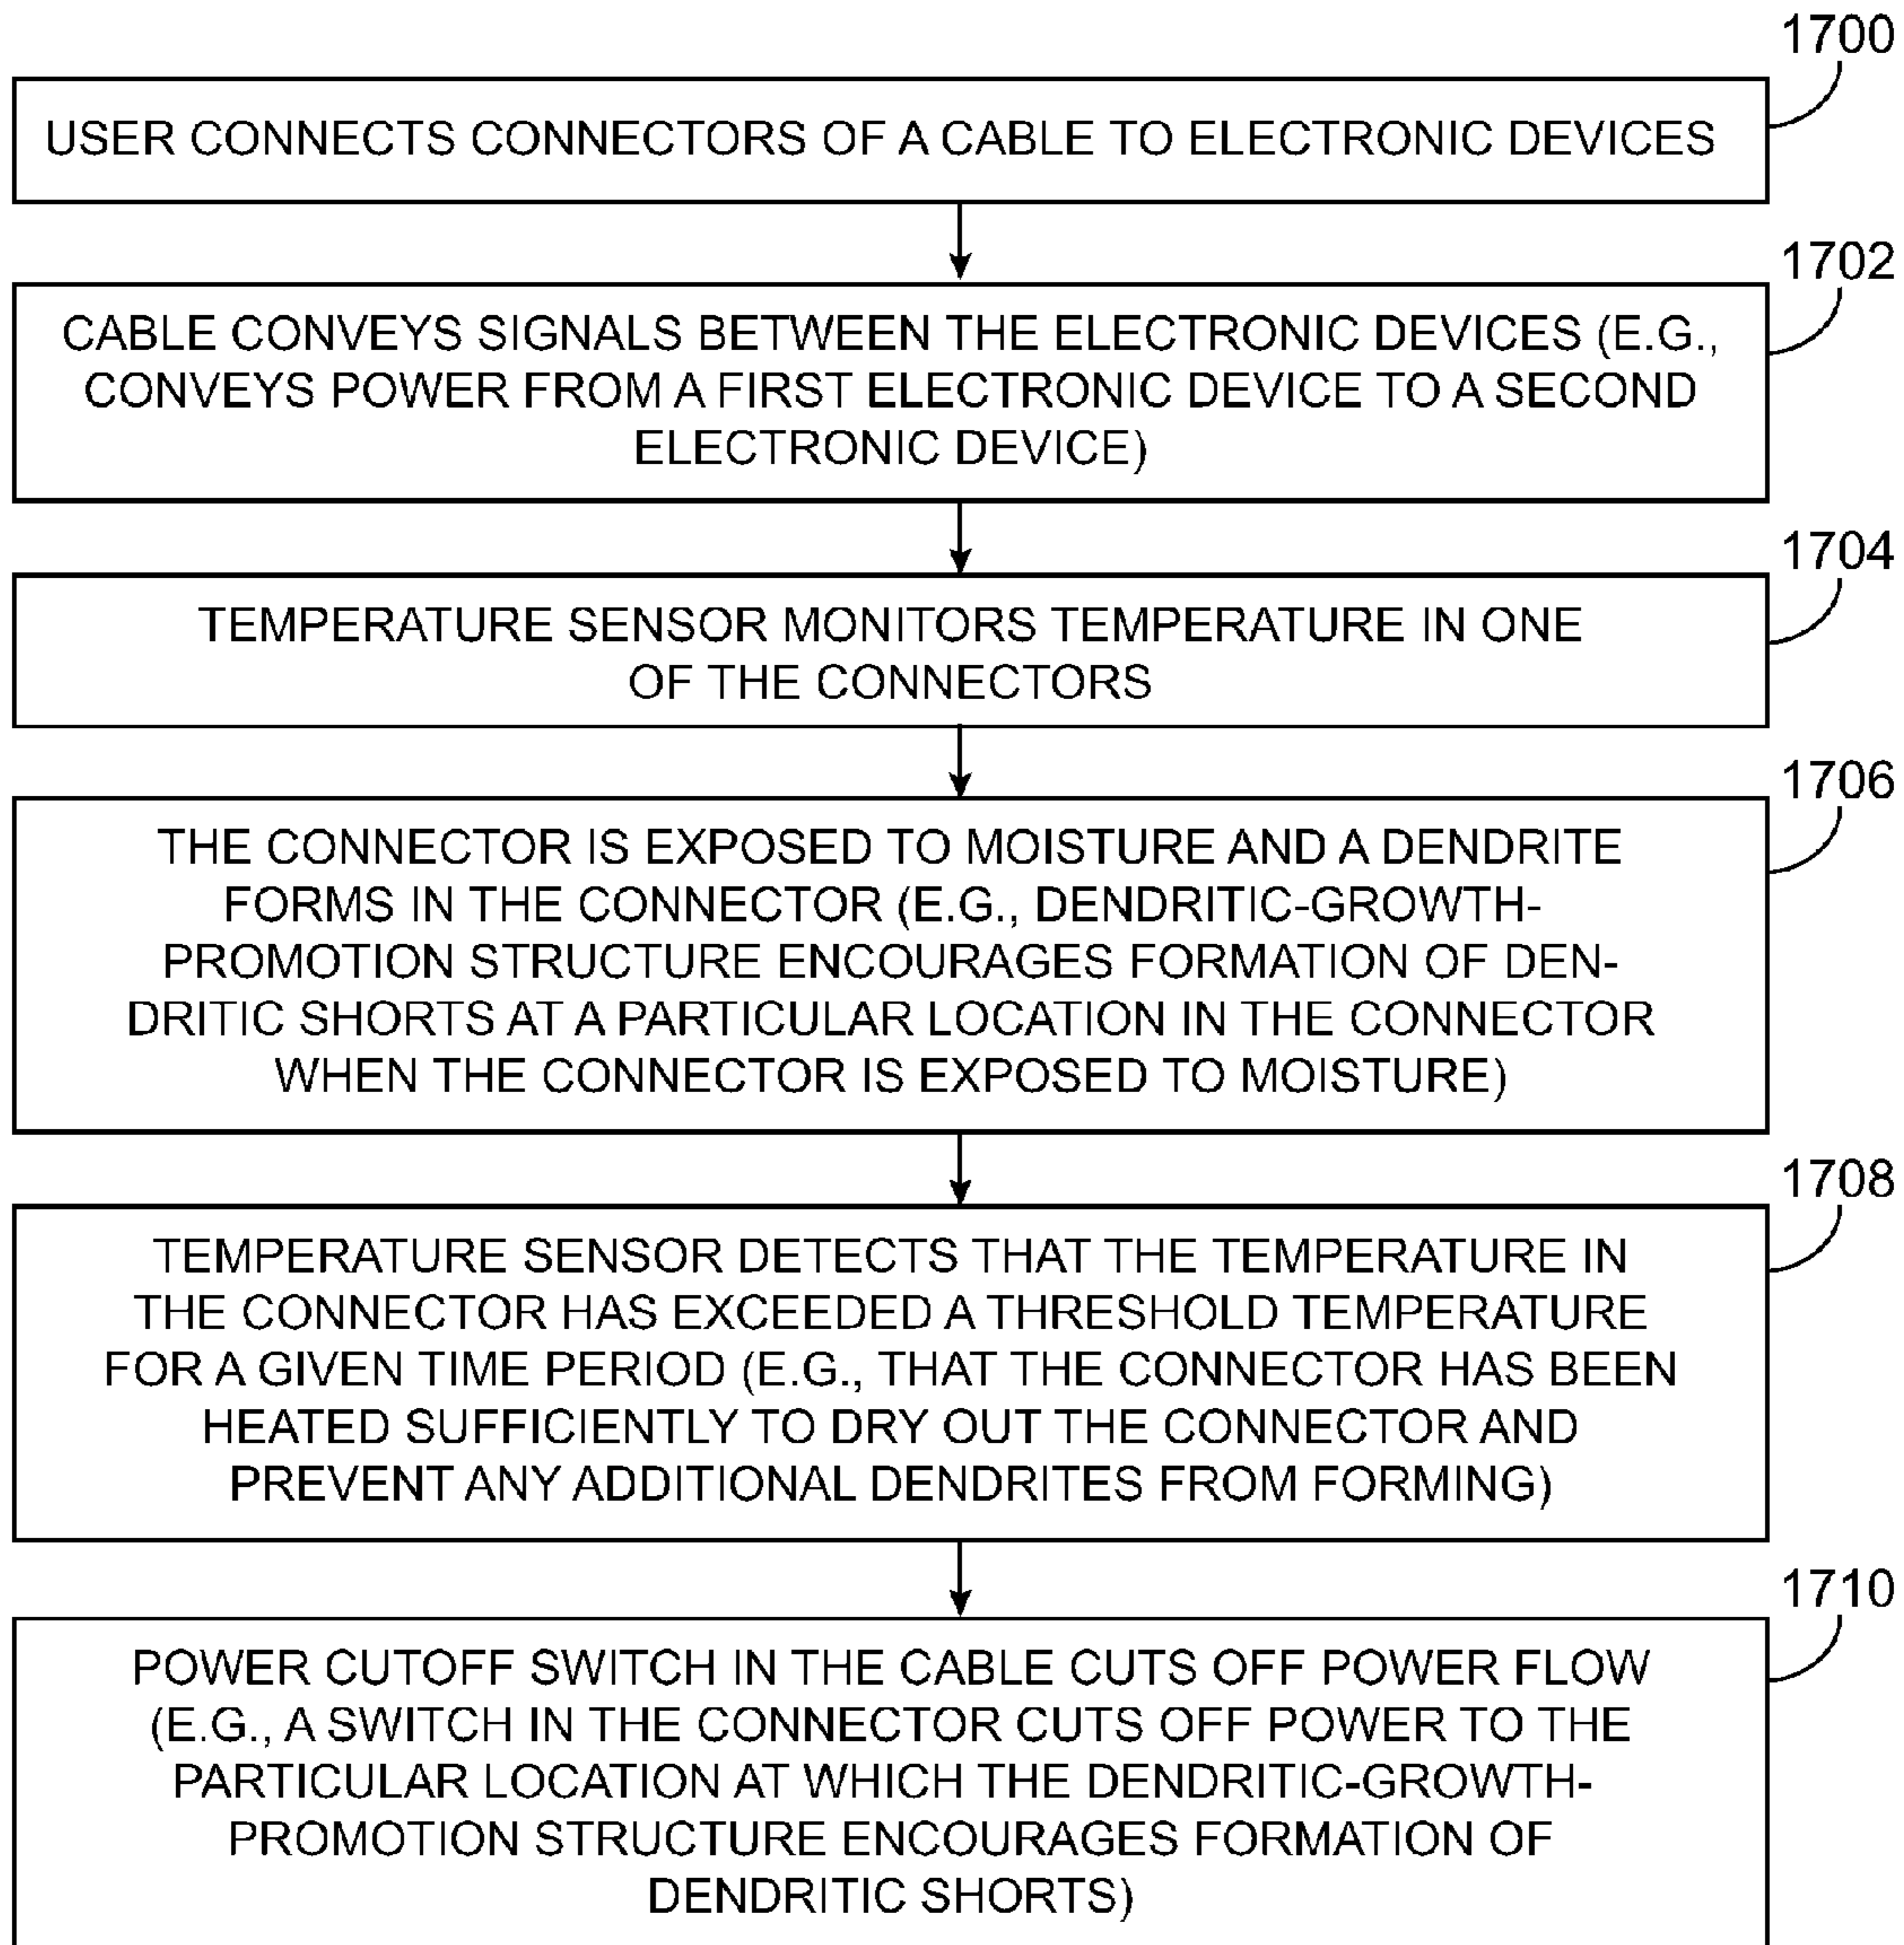 1700
USER CONNECTS CONNECTORS OF A CABLE TO ELECTRONIC DEVICES
1702
CABLE CONVEYS SIGNALS BETWEEN THE ELECTRONIC DEVICES (E.G.,
CONVEYS POWER FROM A FIRST ELECTRONIC DEVICE TO A SECOND
ELECTRONIC DEVICE)
1704
TEMPERATURE SENSOR MONITORS TEMPERATURE IN ONE
OF THE CONNECTORS
1706
THE CONNECTOR IS EXPOSED TO MOISTURE AND A DENDRITE
FORMS IN THE CONNECTOR (E.G., DENDRITIC-GROWTH-
PROMOTION STRUCTURE ENCOURAGES FORMATION OF DEN-
DRITIC SHORTS AT A PARTICULAR LOCATION IN THE CONNECTOR
WHEN THE CONNECTOR IS EXPOSED TO MOISTURE)
1708
TEMPERATURE SENSOR DETECTS THAT THE TEMPERATURE IN
THE CONNECTOR HAS EXCEEDED A THRESHOLD TEMPERATURE
FOR A GIVEN TIME PERIOD (E.G., THAT THE CONNECTOR HAS BEEN
HEATED SUFFICIENTLY TO DRY OUT THE CONNECTOR AND
PREVENT ANY ADDITIONAL DENDRITES FROM FORMING)
1710
POWER CUTOFF SWITCH IN THE CABLE CUTS OFF POWER FLOW
(E.G., A SWITCH IN THE CONNECTOR CUTS OFF POWER TO THE
PARTICULAR LOCATION AT WHICH THE DENDRITIC-GROWTH-
PROMOTION STRUCTURE ENCOURAGES FORMATION OF
DENDRITIC SHORTS)